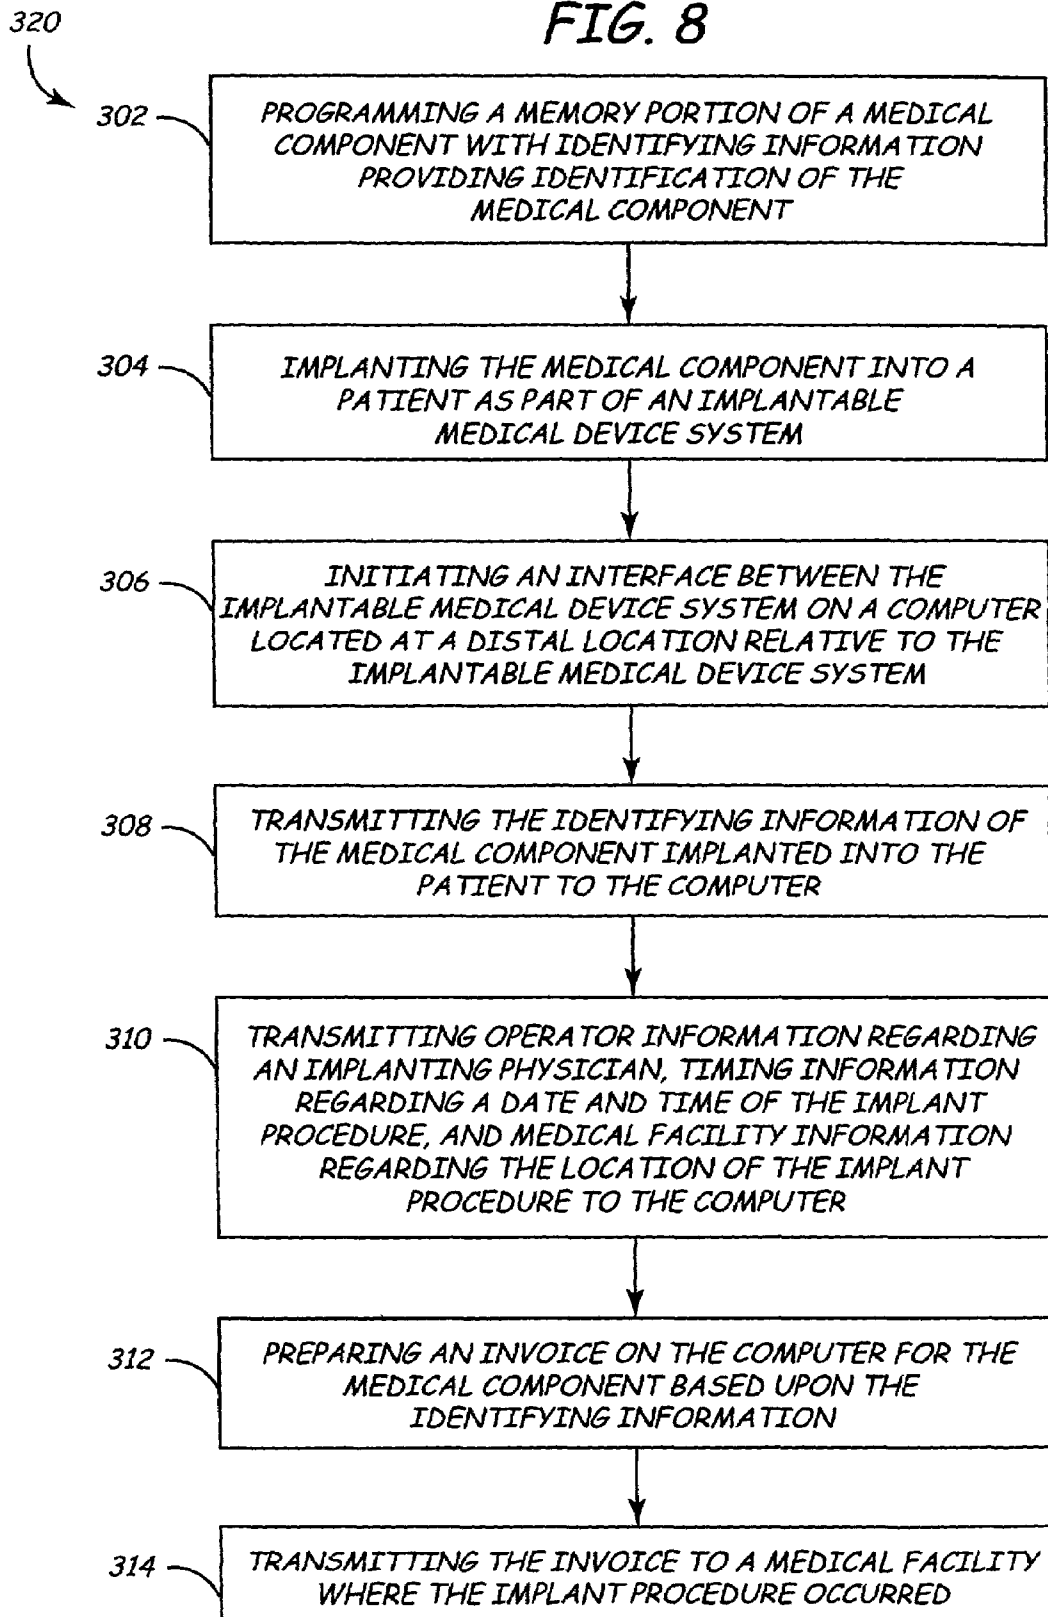 FIG. 8
320
302
PROGRAMMING A MEMORY PORTION OF A MEDICAL
COMPONENT WITH IDENTIFYING INFORMATION
PROVIDING IDENTIFICATION OF THE
MEDICAL COMPONENT
304
IMPLANTING THE MEDICAL COMPONENT INTO A
PATIENT AS PART OF AN IMPLANTABLE
MEDICAL DEVICE SYSTEM
306
INITIATING AN INTERFACE BETWEEN THE
IMPLANTABLE MEDICAL DEVICE SYSTEM ON A COMPUTER
LOCATED AT A DISTAL LOCATION RELATIVE TO THE
IMPLANTABLE MEDICAL DEVICE SYSTEM
308
TRANSMITTING THE IDENTIFYING INFORMATION OF
THE MEDICAL COMPONENT IMPLANTED INTO THE
PATIENT TO THE COMPUTER
310
TRANSMITTING OPERATOR INFORMATION REGARDING
AN IMPLANTING PHYSICIAN, TIMING INFORMATION
REGARDING A DATE AND TIME OF THE IMPLANT
PROCEDURE, AND MEDICAL FACILITY INFORMATION
REGARDING THE LOCATION OF THE IMPLANT
PROCEDURE TO THE COMPUTER
312
PREPARING AN INVOICE ON THE COMPUTER FOR THE
MEDICAL COMPONENT BASED UPON THE
IDENTIFYING INFORMATION
314
TRANSMITTING THE INVOICE TO A MEDICAL FACILITY
WHERE THE IMPLANT PROCEDURE OCCURRED